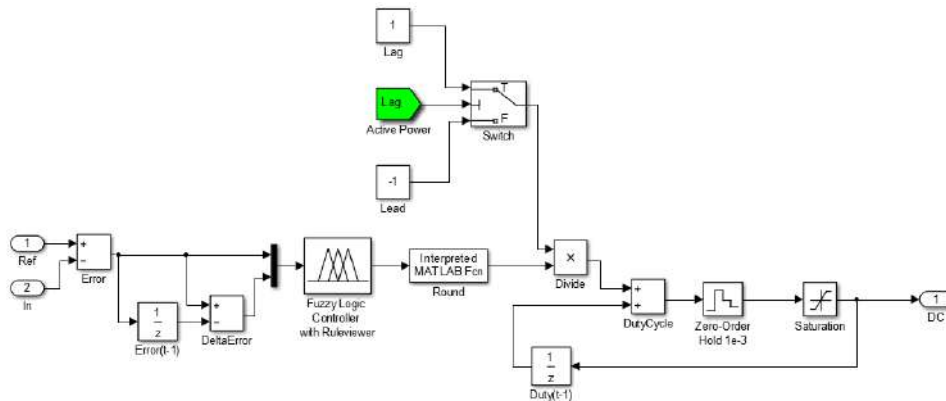 1
Lag
Lag
Active Power
T
F
Switch
-1
Lead
1
Ref
2
In
+
−
Error
1
z
Error(t-1)
+
−
DeltaError
Fuzzy Logic
Controller
with Ruleviewer
Interpreted
MATLAB Fcn
Round
×
Divide
+
+
DutyCycle
Zero-Order
Hold 1e-3
Saturation
1
DC
1
z
Duty(t-1)